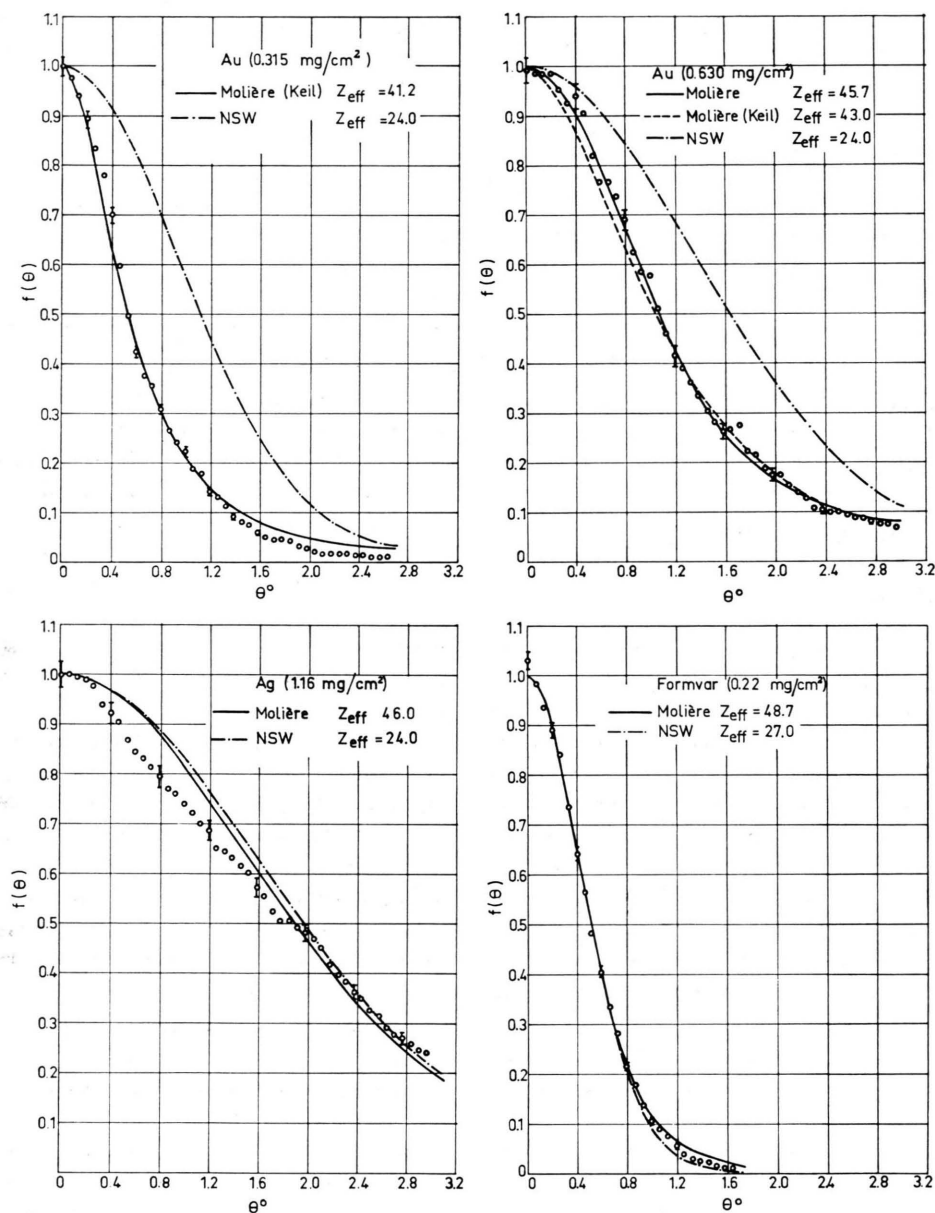 1.1
1.0
0.9
0.8
0.7
0.6
0.5
0.4
0.3
0.2
0.1
0
f(θ)
Au (0.315 mg/cm²)
Molière (Keil) Zeff =41.2
NSW Zeff =24.0
0 0.4 0.8 1.2 1.6 2.0 2.4 2.8 3.2
θ°
1.1
1.0
0.9
0.8
0.7
0.6
0.5
0.4
0.3
0.2
0.1
0
f(θ)
Au (0.630 mg/cm²)
Molière Zeff =45.7
Molière (Keil) Zeff =43.0
NSW Zeff =24.0
0 0.4 0.8 1.2 1.6 2.0 2.4 2.8 3.2
θ°
1.1
1.0
0.9
0.8
0.7
0.6
0.5
0.4
0.3
0.2
0.1
f(θ)
Ag (1.16 mg/cm²)
Molière Zeff 46.0
NSW Zeff =24.0
0 0.4 0.8 1.2 1.6 2.0 2.4 2.8 3.2
θ°
1.1
1.0
0.9
0.8
0.7
0.6
0.5
0.4
0.3
0.2
0.1
0
f(θ)
Formvar (0.22 mg/cm²)
Molière Zeff =48.7
NSW Zeff =27.0
0 0.4 0.8 1.2 1.6 2.0 2.4 2.8 3.2
θ°